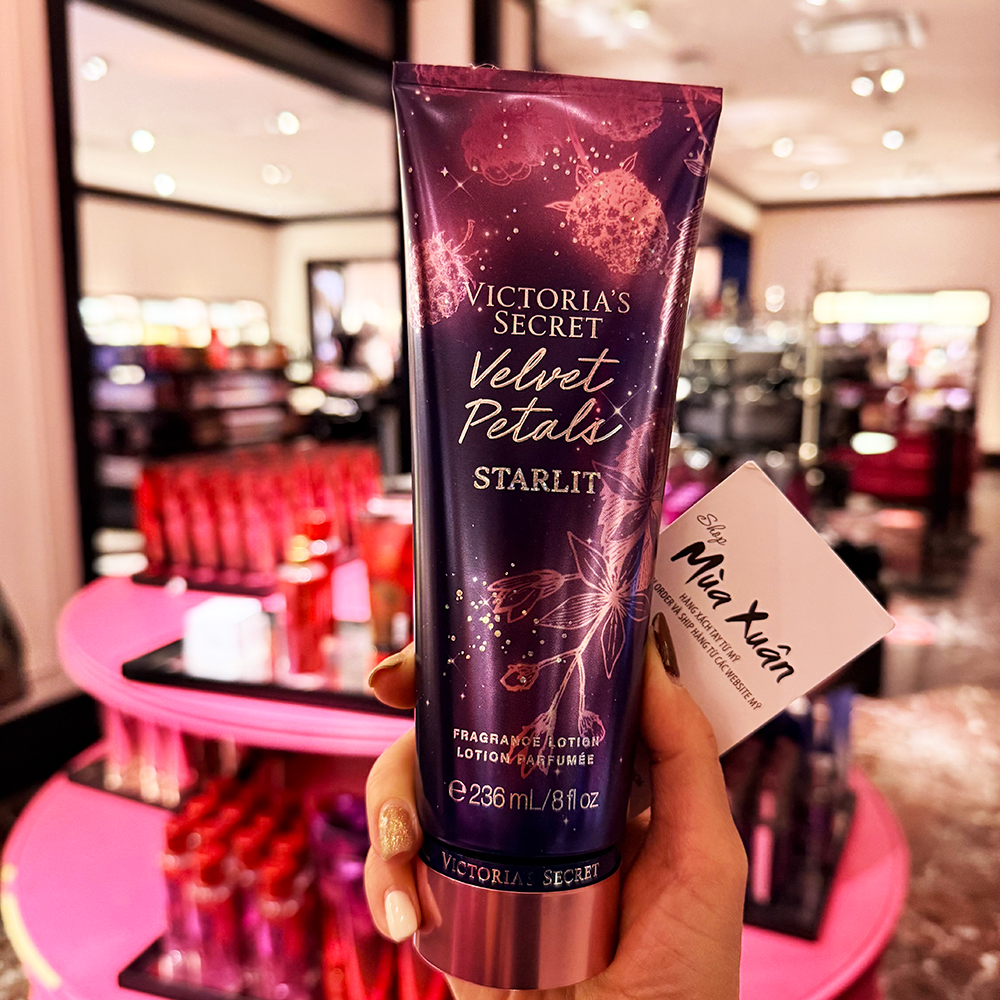 VICTORIA'S
SECRET
Velvet
Petals
STARLIT
FRAGRANCE LOTION
LOTION PARFUMÉE
e 236 mL/8 fl oz
VICTORIA'S SECRET
Shop
Mùa Xuân
HÀNG XÁCH TAY TỪ MỸ
ORDER VÀ SHIP HÀNG TỪ CÁC WEBSITE MỸ